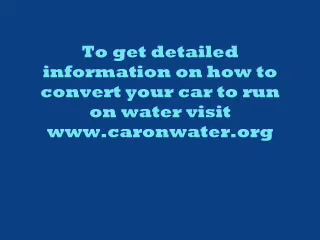 To get detailed
information on how to
convert your car to run
on water visit
www.caronwater.org